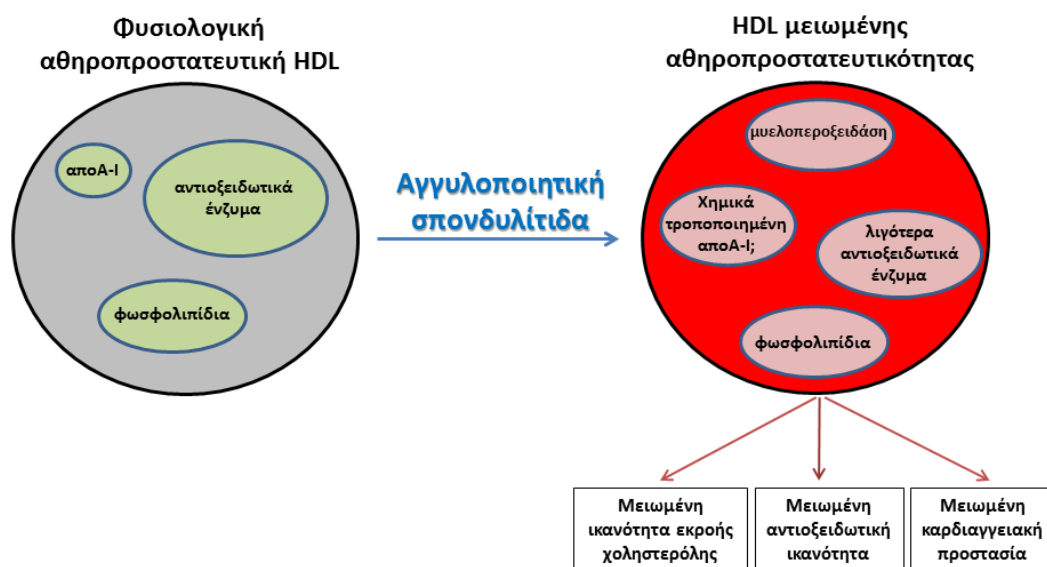 Φυσιολογική
αθηροπροστατευτική HDL
HDL μειωμένης
αθηροπροστατευτικότητας
αποΑ-Ι
αντιοξειδωτικά
ένζυμα
φωσφολιπίδια
Αγγυλοποιητική
σπονδυλίτιδα
μυελοπεροξειδάση
Χημικά
τροποποιημένη
αποΑ-Ι;
λιγότερα
αντιοξειδωτικά
ένζυμα
φωσφολιπίδια
Μειωμένη
ικανότητα εκροής
χοληστερόλης
Μειωμένη
αντιοξειδωτική
ικανότητα
Μειωμένη
καρδιαγγειακή
προστασία